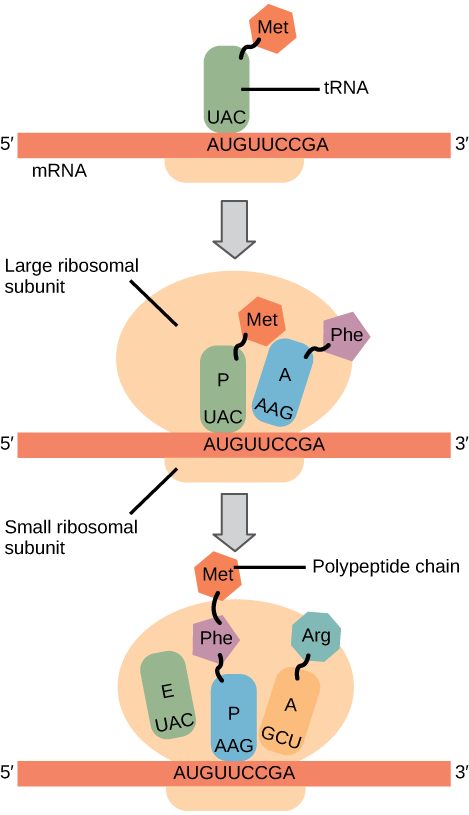 Met
tRNA
UAC
5′ AUGUUCCGA 3′
mRNA
Large ribosomal
subunit
Met
Phe
P
A
UAC
AAG
5′ AUGUUCCGA 3′
Small ribosomal
subunit
Met
Polypeptide chain
Phe
Arg
E
P
A
UAC
AAG
GCU
5′ AUGUUCCGA 3′